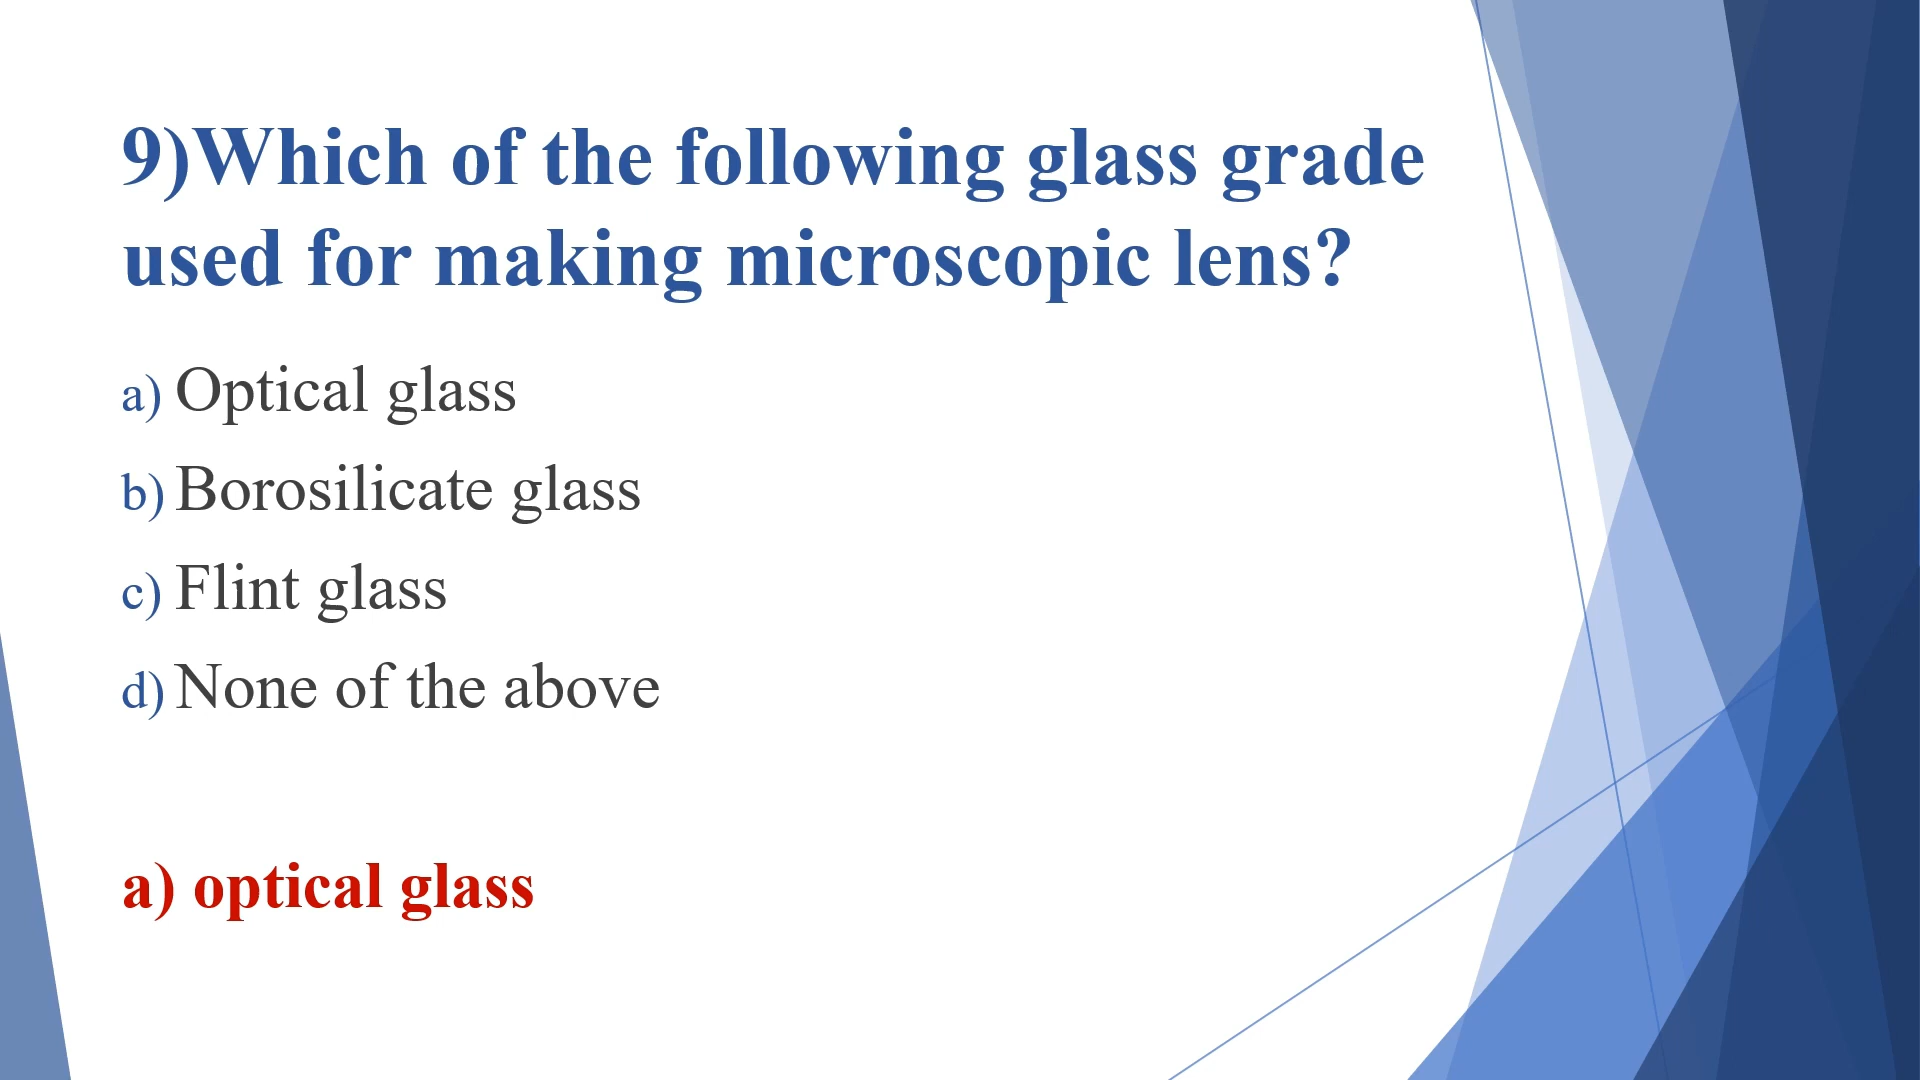 9)Which of the following glass grade
used for making microscopic lens?
a) Optical glass
b) Borosilicate glass
c) Flint glass
d) None of the above
a) optical glass